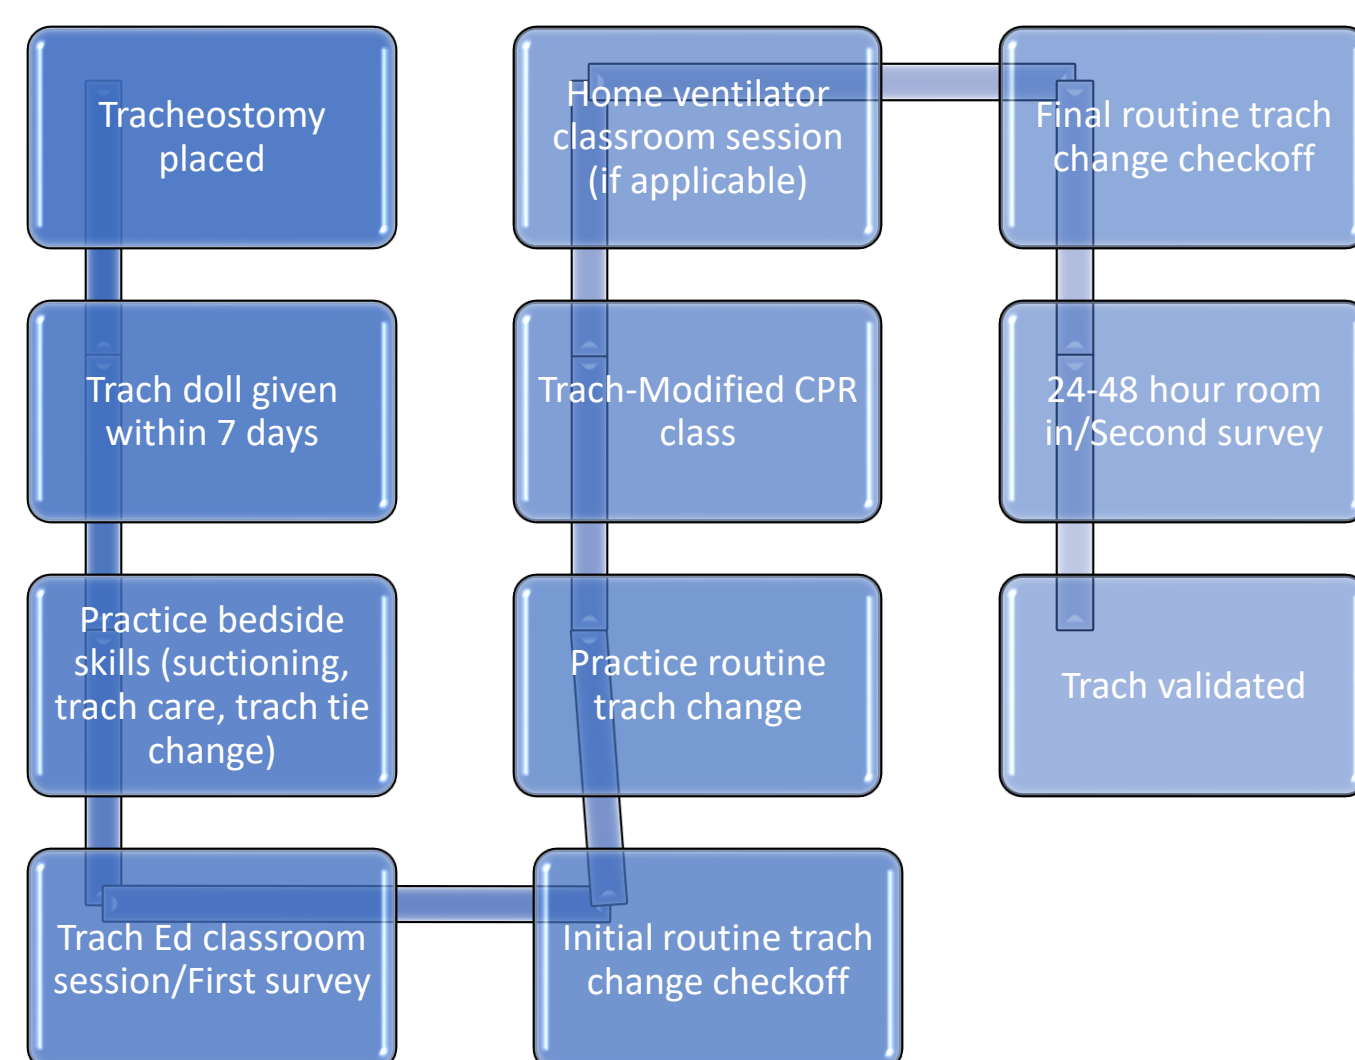 Tracheostomy
placed
Trach doll given
within 7 days
Practice bedside
skills (suctioning,
trach care, trach tie
change)
Trach Ed classroom
session/First survey
Initial routine trach
change checkoff
Practice routine
trach change
Trach-Modified CPR
class
Home ventilator
classroom session
(if applicable)
Final routine trach
change checkoff
24-48 hour room
in/Second survey
Trach validated